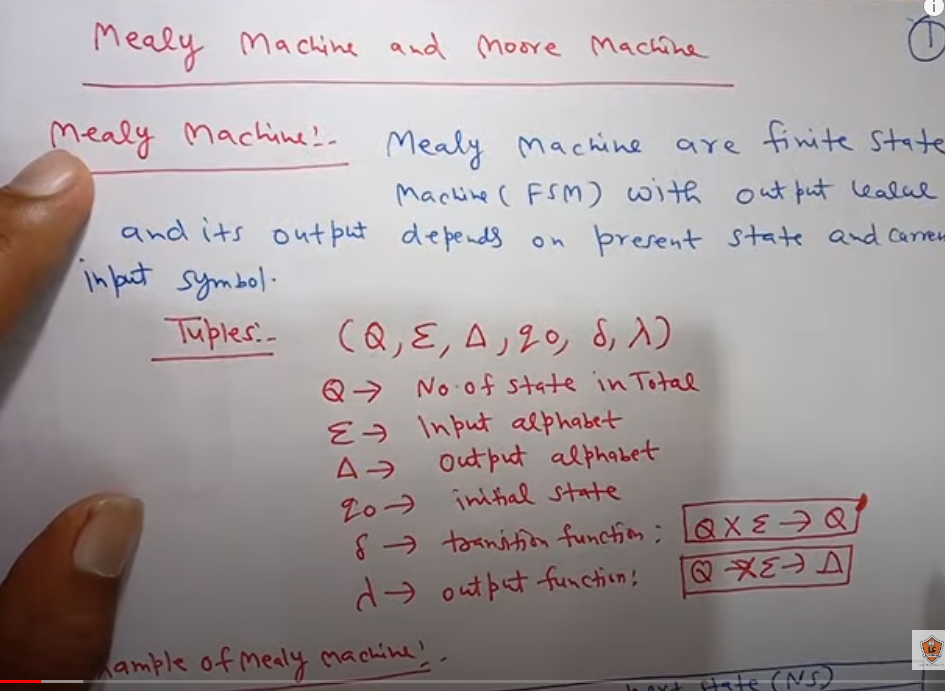 Mealy Machine and Moore Machine
1
Mealy Machine:- Mealy Machine are finite state
Machine (FSM) with output
and its output depends on present state and curren
input symbol.
Tuples:- (Q, Σ, Δ, q0, δ, λ)
Q → No. of state in Total
Σ → Input alphabet
Δ → Output alphabet
q0 → initial state
δ → transition function: Q X Σ → Q
λ → output function: Q X Σ → Δ
ample of Mealy machine:-
next state (NS)